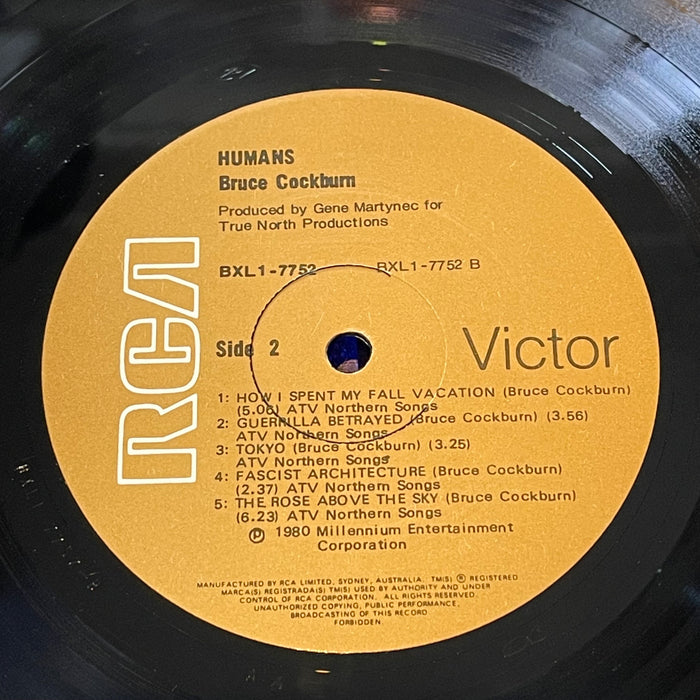 HUMANS
Bruce Cockburn
Produced by Gene Martynec for
True North Productions
BXL1-7752 BXL1-7752 B
RCA
Side 2
Victor
1: HOW I SPENT MY FALL VACATION (Bruce Cockburn)
(5.06) ATV Northern Songs
2: GUERRILLA BETRAYED (Bruce Cockburn) (3.56)
ATV Northern Songs
3: TOKYO (Bruce Cockburn) (3.25)
ATV Northern Songs
4: FASCIST ARCHITECTURE (Bruce Cockburn)
(2.37) ATV Northern Songs
5: THE ROSE ABOVE THE SKY (Bruce Cockburn)
(6.23) ATV Northern Songs
℗ 1980 Millennium Entertainment
Corporation
MANUFACTURED BY RCA LIMITED, SYDNEY, AUSTRALIA. TM(S) ® REGISTERED
MARCA(S) REGISTRADA(S) TM(S) USED BY AUTHORITY AND UNDER
CONTROL OF RCA CORPORATION. ALL RIGHTS RESERVED.
UNAUTHORIZED COPYING, PUBLIC PERFORMANCE,
BROADCASTING OF THIS RECORD
FORBIDDEN